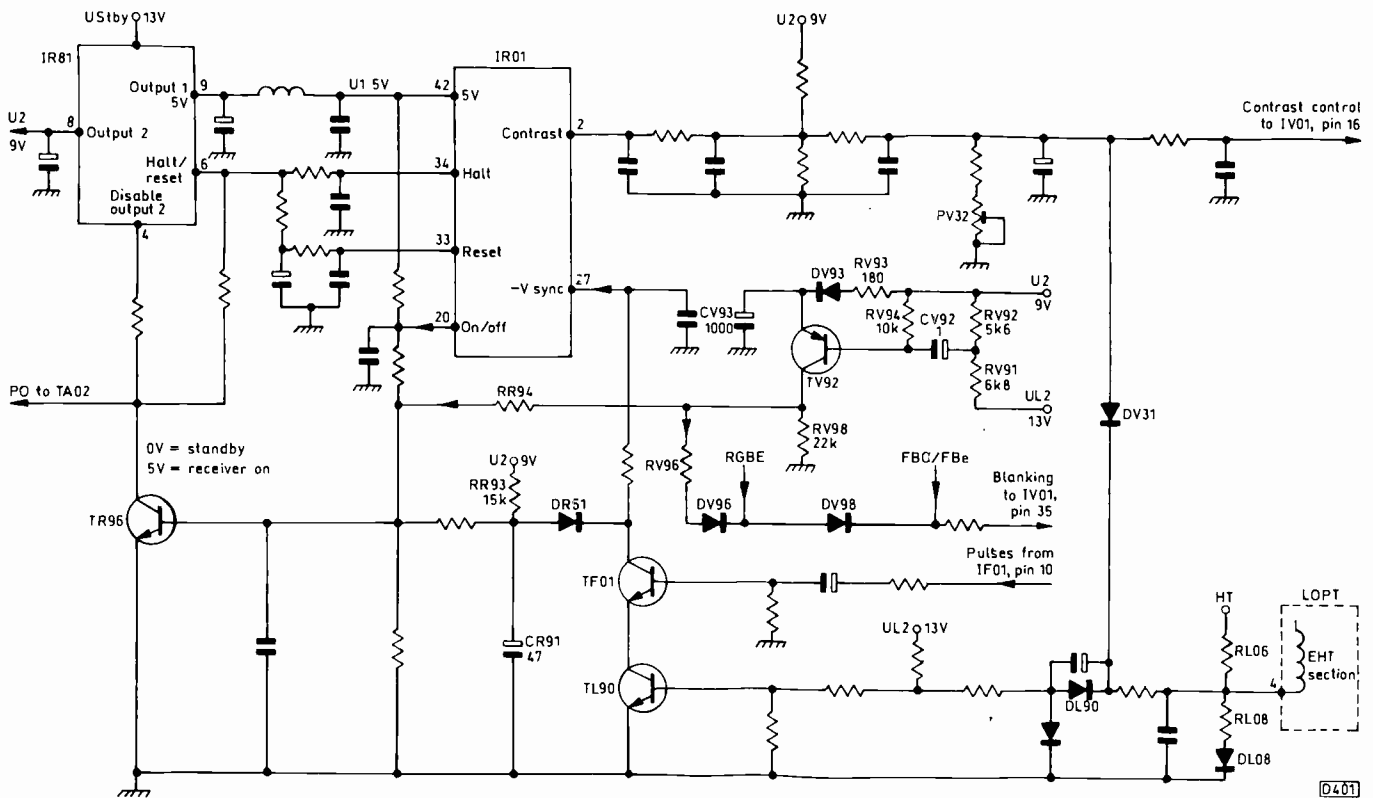 UStby 13V
IR81
Output 1
5V
9
U1 5V
42
IR01
5V
U2 9V
U2
9V
8
Output 2
Contrast
2
Contrast control
to IV01, pin 16
Halt/
reset
6
34
Halt
Disable
output 2
4
33
Reset
PV32
-V sync
27
DV93
RV93
180
U2
9V
CV93
1000
RV94
10k
CV92
1
RV92
5k6
20
On/off
TV92
RV91
6k8
UL2
13V
PO to TA02
RR94
DV31
0V = standby
5V = receiver on
RV98
22k
U2 9V
RV96
RGBE
FBC/FBe
RR93
15k
Blanking
to IV01,
pin 35
TR96
DR51
DV96
DV98
Pulses from
IF01, pin 10
TF01
HT
LOPT
UL2 13V
CR91
47
RL06
EHT
section
TL90
4
DL90
RL08
DL08
D401